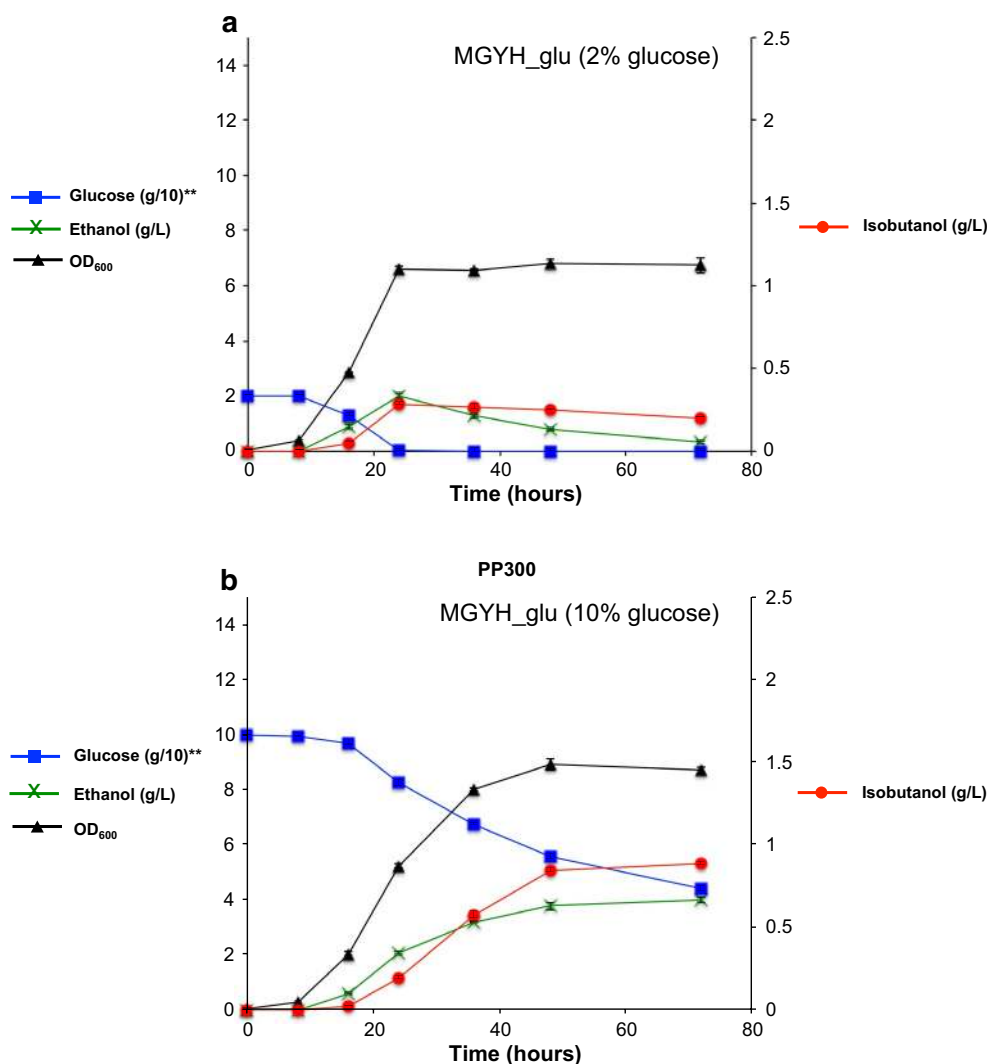 a
MGYH_glu (2% glucose)
14
12
10
8
6
4
2
0
2.5
2
1.5
1
0.5
0
0 20 40 60 80
Time (hours)
Glucose (g/10)**
Ethanol (g/L)
OD600
Isobutanol (g/L)
PP300
b
MGYH_glu (10% glucose)
14
12
10
8
6
4
2
0
2.5
2
1.5
1
0.5
0
0 20 40 60 80
Time (hours)
Glucose (g/10)**
Ethanol (g/L)
OD600
Isobutanol (g/L)